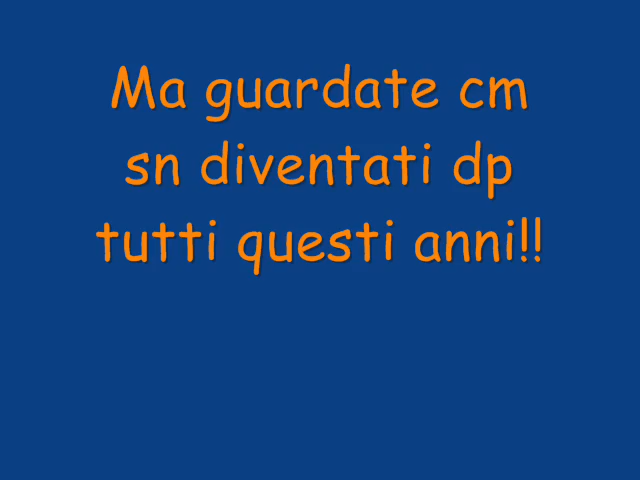 Ma guardate cm
sn diventati dp
tutti questi anni!!